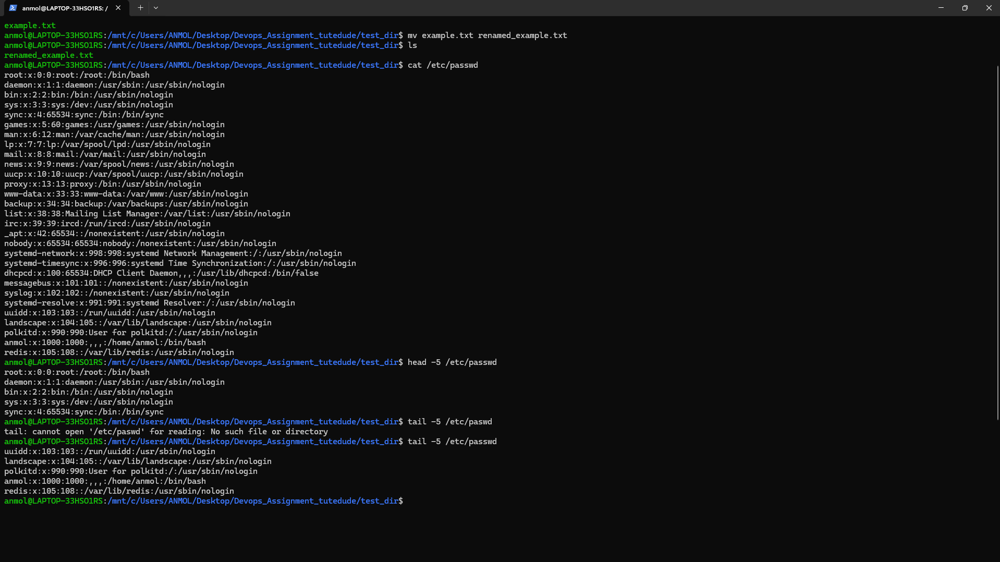 anmol@LAPTOP-33HSO1RS: /
example.txt
anmol@LAPTOP-33HSO1RS:/mnt/c/Users/ANMOL/Desktop/Devops_Assignment_tutedude/test_dir$ mv example.txt renamed_example.txt
anmol@LAPTOP-33HSO1RS:/mnt/c/Users/ANMOL/Desktop/Devops_Assignment_tutedude/test_dir$ ls
renamed_example.txt
anmol@LAPTOP-33HSO1RS:/mnt/c/Users/ANMOL/Desktop/Devops_Assignment_tutedude/test_dir$ cat /etc/passwd
root:x:0:0:root:/root:/bin/bash
daemon:x:1:1:daemon:/usr/sbin:/usr/sbin/nologin
bin:x:2:2:bin:/bin:/usr/sbin/nologin
sys:x:3:3:sys:/dev:/usr/sbin/nologin
sync:x:4:65534:sync:/bin:/bin/sync
games:x:5:60:games:/usr/games:/usr/sbin/nologin
man:x:6:12:man:/var/cache/man:/usr/sbin/nologin
lp:x:7:7:lp:/var/spool/lpd:/usr/sbin/nologin
mail:x:8:8:mail:/var/mail:/usr/sbin/nologin
news:x:9:9:news:/var/spool/news:/usr/sbin/nologin
uucp:x:10:10:uucp:/var/spool/uucp:/usr/sbin/nologin
proxy:x:13:13:proxy:/bin:/usr/sbin/nologin
www-data:x:33:33:www-data:/var/www:/usr/sbin/nologin
backup:x:34:34:backup:/var/backups:/usr/sbin/nologin
list:x:38:38:Mailing List Manager:/var/list:/usr/sbin/nologin
irc:x:39:39:ircd:/run/ircd:/usr/sbin/nologin
_apt:x:42:65534::/nonexistent:/usr/sbin/nologin
nobody:x:65534:65534:nobody:/nonexistent:/usr/sbin/nologin
systemd-network:x:998:998:systemd Network Management:/:/usr/sbin/nologin
systemd-timesync:x:996:996:systemd Time Synchronization:/:/usr/sbin/nologin
dhcpcd:x:100:65534:DHCP Client Daemon,,,:/usr/lib/dhcpcd:/bin/false
messagebus:x:101:101::/nonexistent:/usr/sbin/nologin
syslog:x:102:102::/nonexistent:/usr/sbin/nologin
systemd-resolve:x:991:991:systemd Resolver:/:/usr/sbin/nologin
uuidd:x:103:103::/run/uuidd:/usr/sbin/nologin
landscape:x:104:105::/var/lib/landscape:/usr/sbin/nologin
polkitd:x:990:990:User for polkitd:/:/usr/sbin/nologin
anmol:x:1000:1000:,,,:/home/anmol:/bin/bash
redis:x:105:108::/var/lib/redis:/usr/sbin/nologin
anmol@LAPTOP-33HSO1RS:/mnt/c/Users/ANMOL/Desktop/Devops_Assignment_tutedude/test_dir$ head -5 /etc/passwd
root:x:0:0:root:/root:/bin/bash
daemon:x:1:1:daemon:/usr/sbin:/usr/sbin/nologin
bin:x:2:2:bin:/bin:/usr/sbin/nologin
sys:x:3:3:sys:/dev:/usr/sbin/nologin
sync:x:4:65534:sync:/bin:/bin/sync
anmol@LAPTOP-33HSO1RS:/mnt/c/Users/ANMOL/Desktop/Devops_Assignment_tutedude/test_dir$ tail -5 /etc/paswd
tail: cannot open '/etc/paswd' for reading: No such file or directory
anmol@LAPTOP-33HSO1RS:/mnt/c/Users/ANMOL/Desktop/Devops_Assignment_tutedude/test_dir$ tail -5 /etc/passwd
uuidd:x:103:103::/run/uuidd:/usr/sbin/nologin
landscape:x:104:105::/var/lib/landscape:/usr/sbin/nologin
polkitd:x:990:990:User for polkitd:/:/usr/sbin/nologin
anmol:x:1000:1000:,,,:/home/anmol:/bin/bash
redis:x:105:108::/var/lib/redis:/usr/sbin/nologin
anmol@LAPTOP-33HSO1RS:/mnt/c/Users/ANMOL/Desktop/Devops_Assignment_tutedude/test_dir$